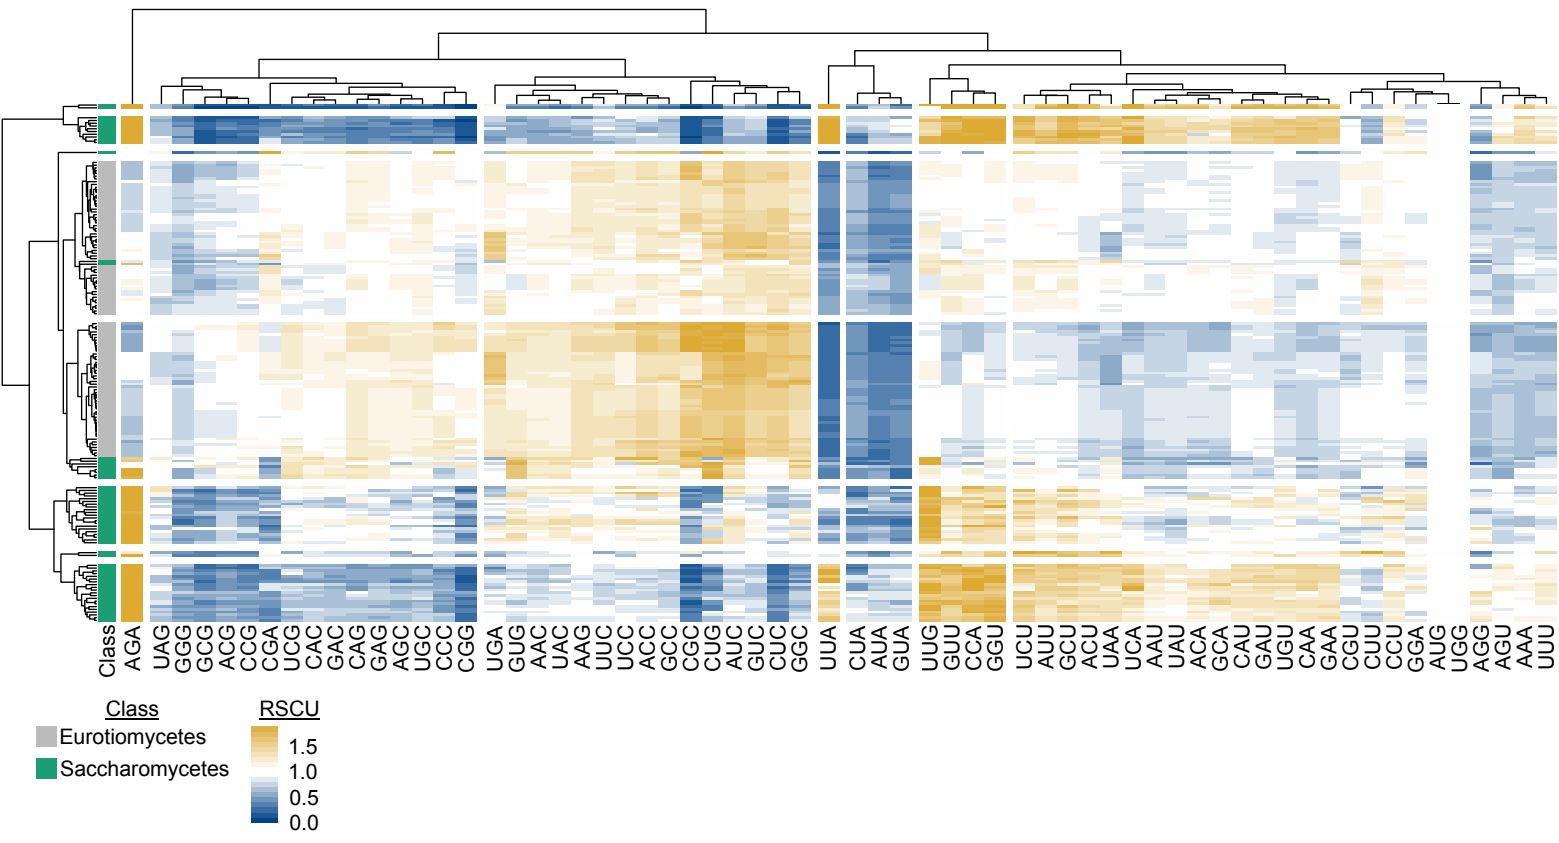 Class AGA UAG GGG GCG ACG CCG CGA UCG CAC GAC CAG GAG AGC UGC CCC CGG UGA GUG AAC UAC AAG UUC UCC ACC GCC CGC CUG AUC GUC CUC GGC UUA CUA AUA GUA UUG GUU CCA GGU UCU AUU GCU ACU UAA UCA AAU UAU ACA GCA CAU GAU UGU CAA GAA CGU CUU CCU GGA AUG UGG AGG AGU AAA UUU
Class RSCU
Eurotiomycetes
Saccharomycetes
1.5
1.0
0.5
0.0